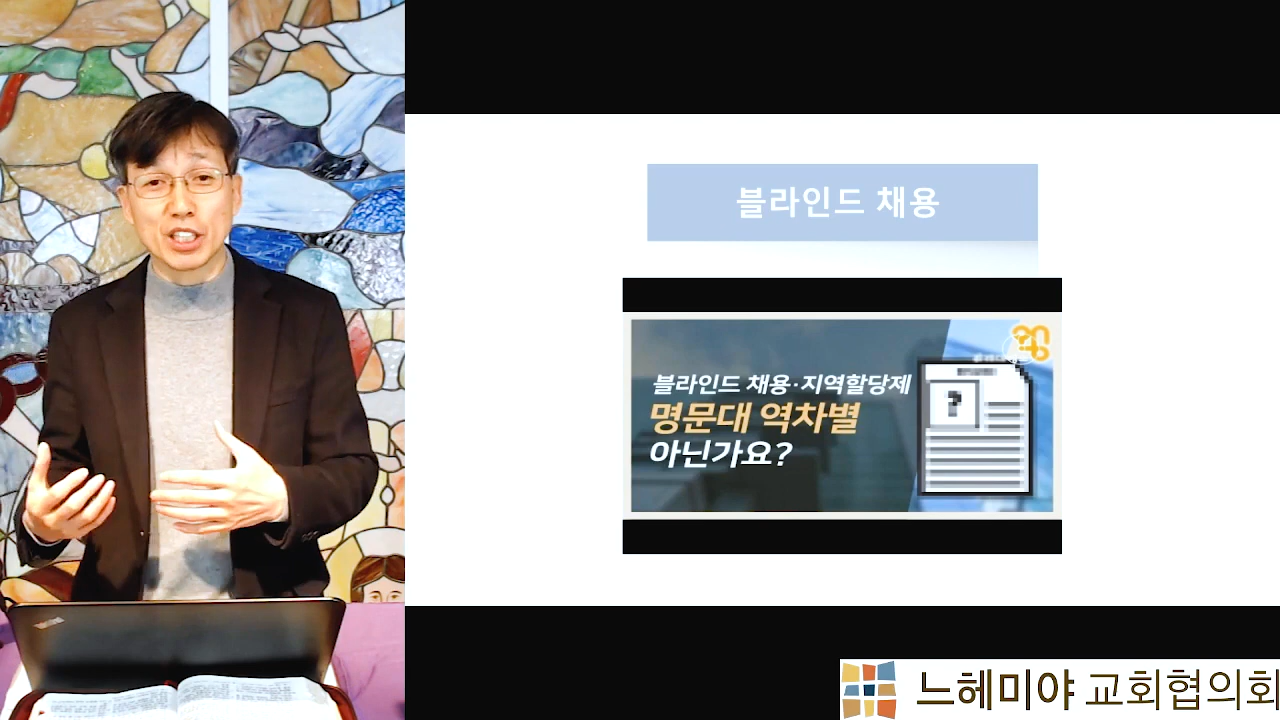 블라인드 채용
블라인드 채용·지역할당제
명문대 역차별
아닌가요?
?
느헤미야 교회협의회